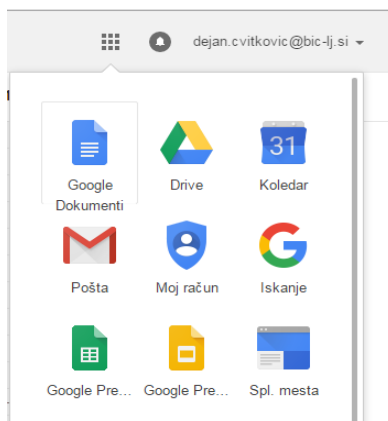 dejan.cvitkovic@bic-lj.si
31
Google
Dokumenti
Drive
Koledar
Pošta
Moj račun
Iskanje
Google Pre...
Google Pre...
Spl. mesta